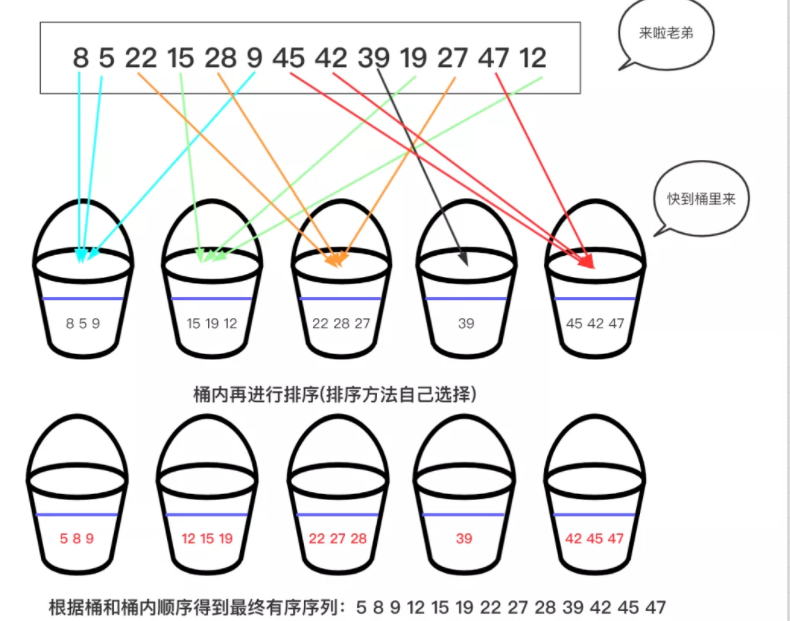 来啦老弟
8 5 22 15 28 9 45 42 39 19 27 47 12
快到桶里来
8 5 9
15 19 12
22 28 27
39
45 42 47
桶内再进行排序(排序方法自己选择)
5 8 9
12 15 19
22 27 28
39
42 45 47
根据桶和桶内顺序得到最终有序序列：5 8 9 12 15 19 22 27 28 39 42 45 47